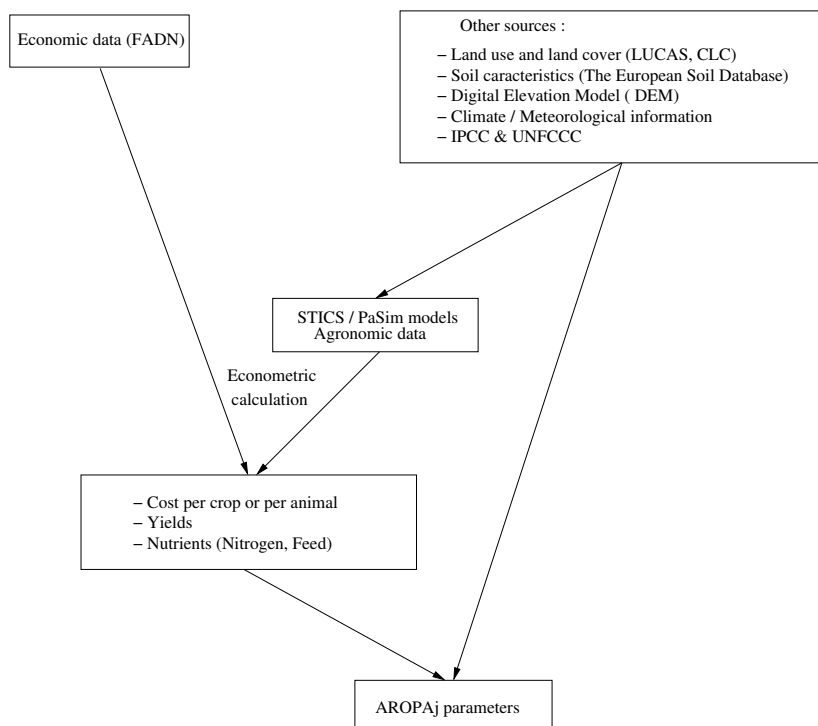 Economic data (FADN)
Other sources :
– Land use and land cover (LUCAS, CLC)
– Soil caracteristics (The European Soil Database)
– Digital Elevation Model ( DEM)
– Climate / Meteorological information
– IPCC & UNFCCC
STICS / PaSim models
Agronomic data
Econometric
calculation
– Cost per crop or per animal
– Yields
– Nutrients (Nitrogen, Feed)
AROPAj parameters